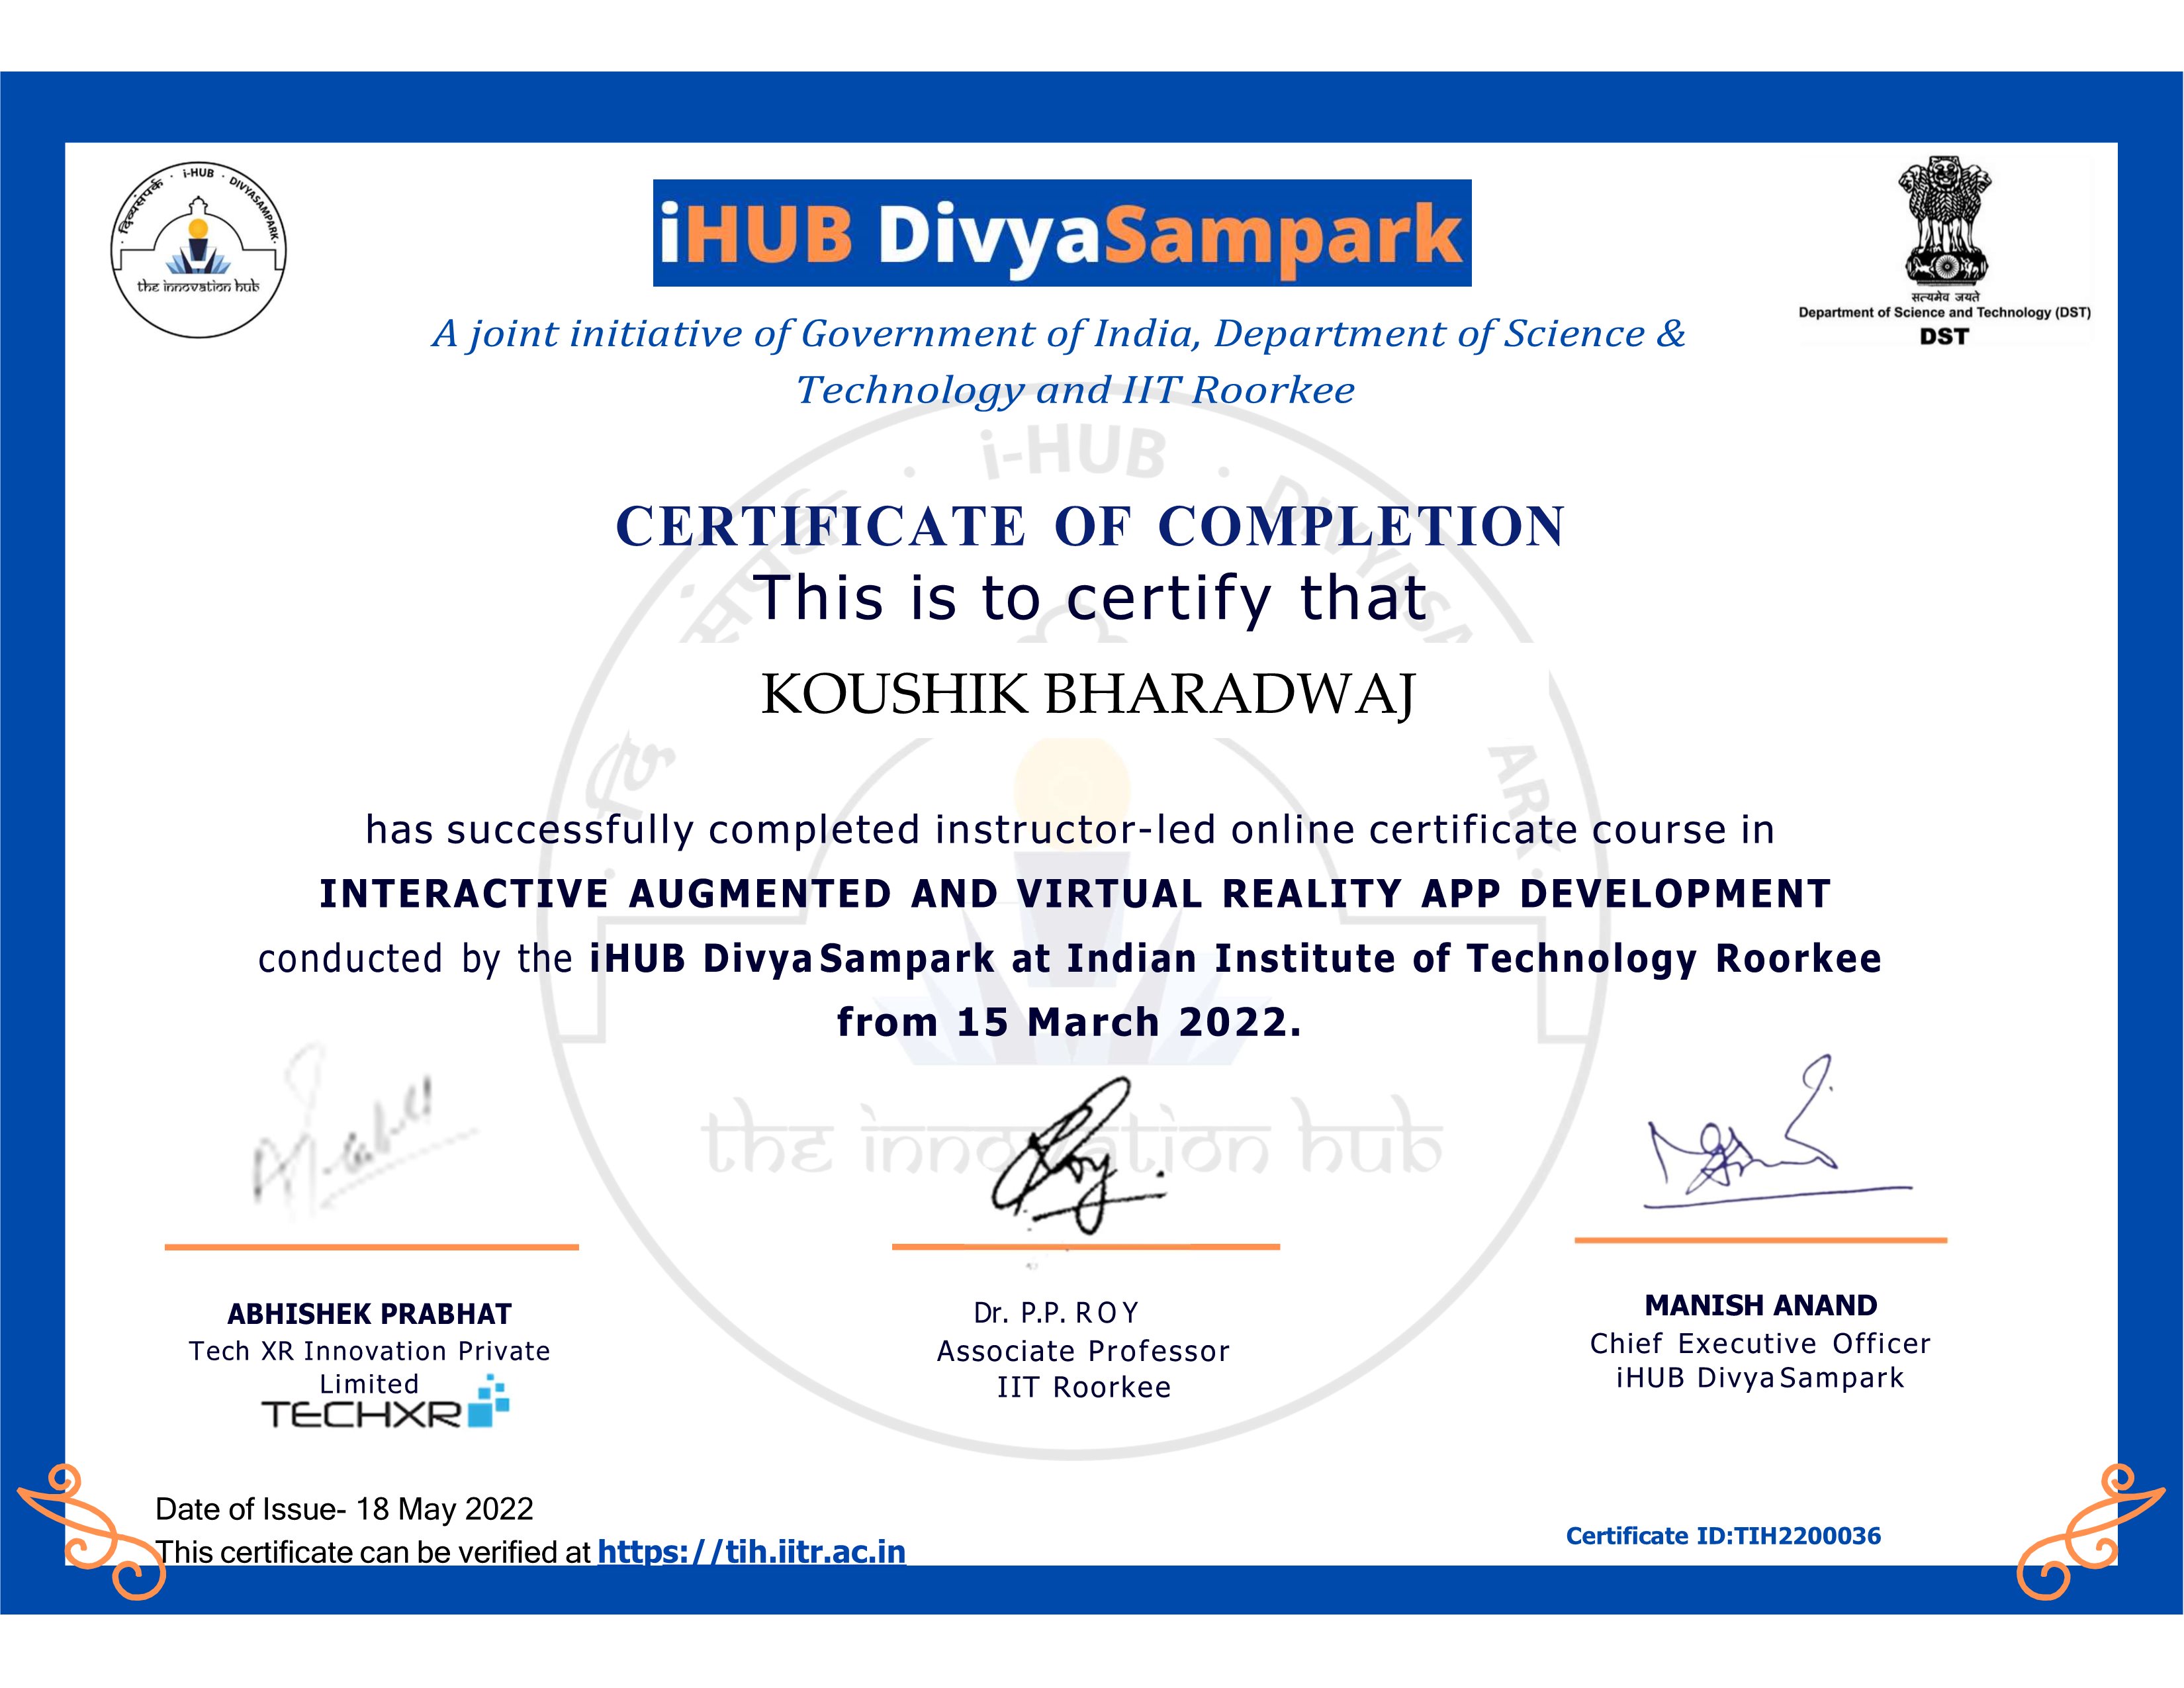 दिव्यसंपर्क · i-HUB · DIVYASAMPARK
the innovation hub
iHUB DivyaSampark
सत्यमेव जयते
Department of Science and Technology (DST)
DST
A joint initiative of Government of India, Department of Science &
Technology and IIT Roorkee
i-HUB
CERTIFICATE OF COMPLETION
This is to certify that
KOUSHIK BHARADWAJ
has successfully completed instructor-led online certificate course in
INTERACTIVE AUGMENTED AND VIRTUAL REALITY APP DEVELOPMENT
conducted by the iHUB DivyaSampark at Indian Institute of Technology Roorkee
from 15 March 2022.
the innovation hub
ABHISHEK PRABHAT
Tech XR Innovation Private
Limited
TECHXR
Dr. P.P. ROY
Associate Professor
IIT Roorkee
MANISH ANAND
Chief Executive Officer
iHUB DivyaSampark
Date of Issue- 18 May 2022
This certificate can be verified at https://tih.iitr.ac.in
Certificate ID:TIH2200036